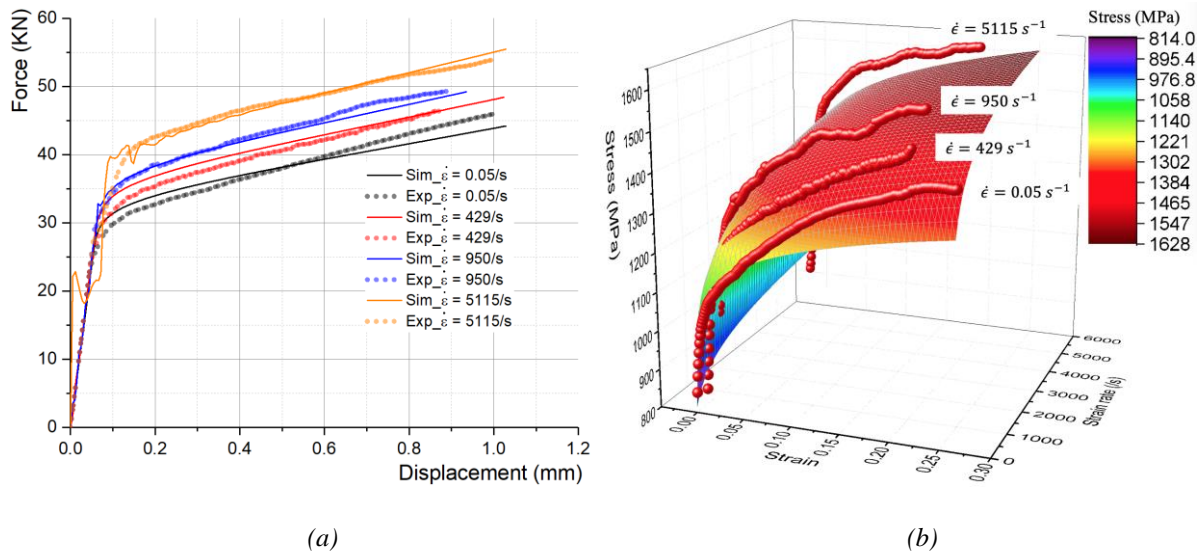 Force (KN)
60
50
40
30
20
10
0
0.0 0.2 0.4 0.6 0.8 1.0 1.2
Displacement (mm)
Sim_ε̇ = 0.05/s
Exp_ε̇ = 0.05/s
Sim_ε̇ = 429/s
Exp_ε̇ = 429/s
Sim_ε̇ = 950/s
Exp_ε̇ = 950/s
Sim_ε̇ = 5115/s
Exp_ε̇ = 5115/s
(a)
ϵ̇ = 5115 s⁻¹
ϵ̇ = 950 s⁻¹
ϵ̇ = 429 s⁻¹
ϵ̇ = 0.05 s⁻¹
Stress (MPa)
814.0
895.4
976.8
1058
1140
1221
1302
1384
1465
1547
1628
Stress (MPa)
1600
1500
1400
1300
1200
1100
1000
900
800
0.00 0.05 0.10 0.15 0.20 0.25 0.30
Strain
6000
5000
4000
3000
2000
1000
0
Strain rate (/s)
(b)